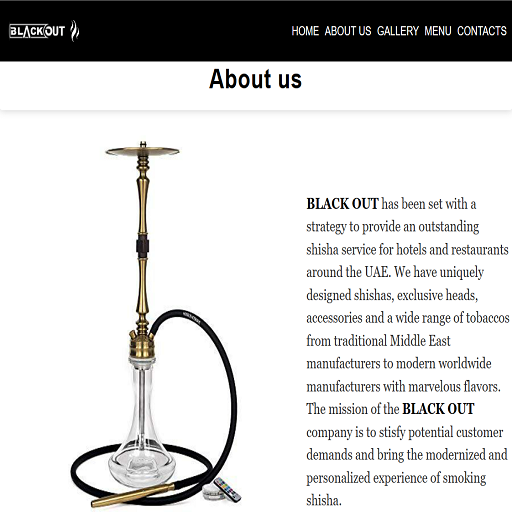 BLACK OUT
HOME ABOUT US GALLERY MENU CONTACTS
About us
BLACK OUT has been set with a
strategy to provide an outstanding
shisha service for hotels and restaurants
around the UAE. We have uniquely
designed shishas, exclusive heads,
accessories and a wide range of tobaccos
from traditional Middle East
manufacturers to modern worldwide
manufacturers with marvelous flavors.
The mission of the BLACK OUT
company is to stisfy potential customer
demands and bring the modernized and
personalized experience of smoking
shisha.